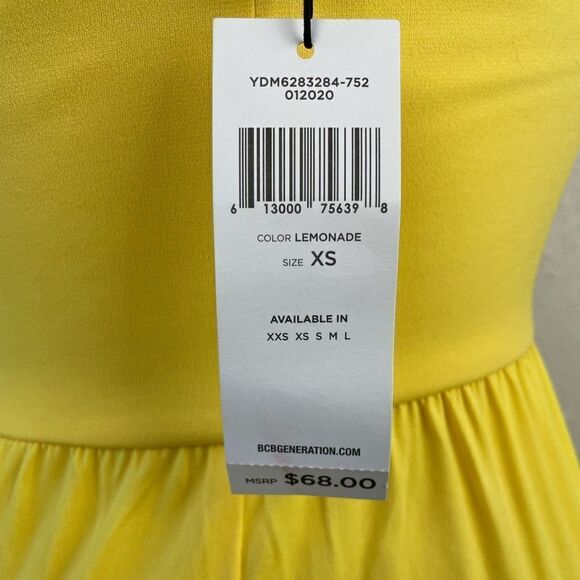 YDM6283284-752
012020
6 13000 75639 8
COLOR LEMONADE
SIZE XS
AVAILABLE IN
XXS XS S M L
BCBGENERATION.COM
MSRP $68.00